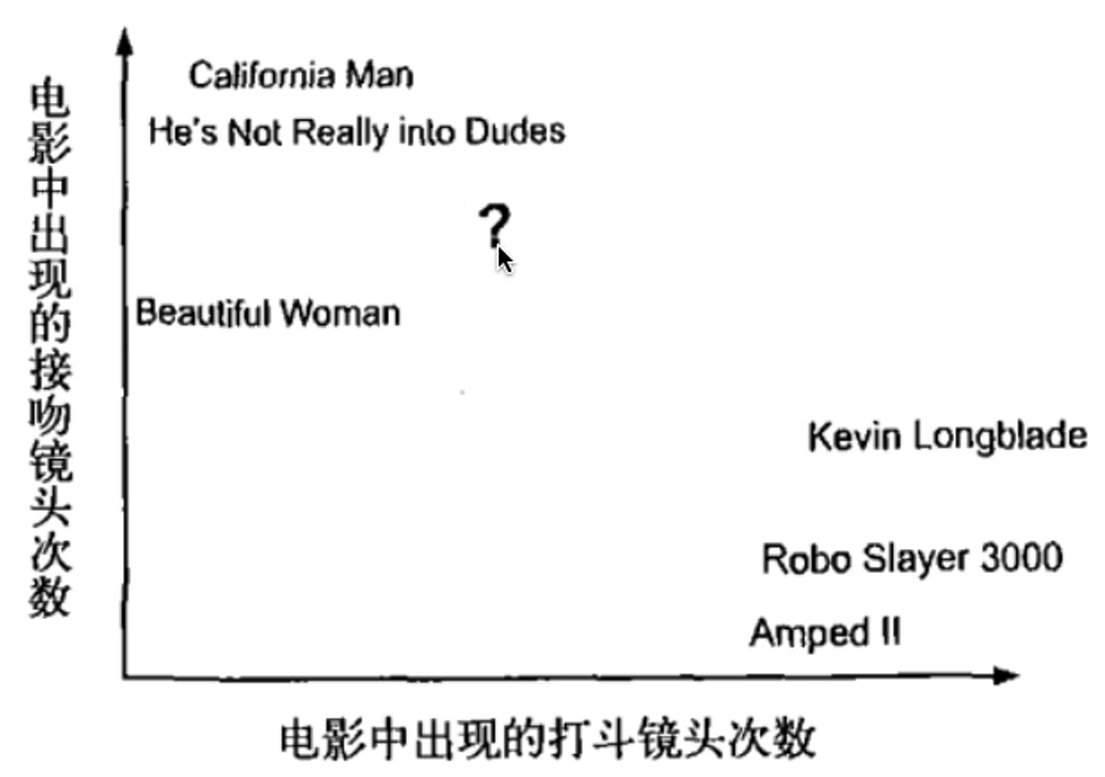 电影中出现的接吻镜头次数
California Man
He's Not Really into Dudes
?
Beautiful Woman
Kevin Longblade
Robo Slayer 3000
Amped II
电影中出现的打斗镜头次数